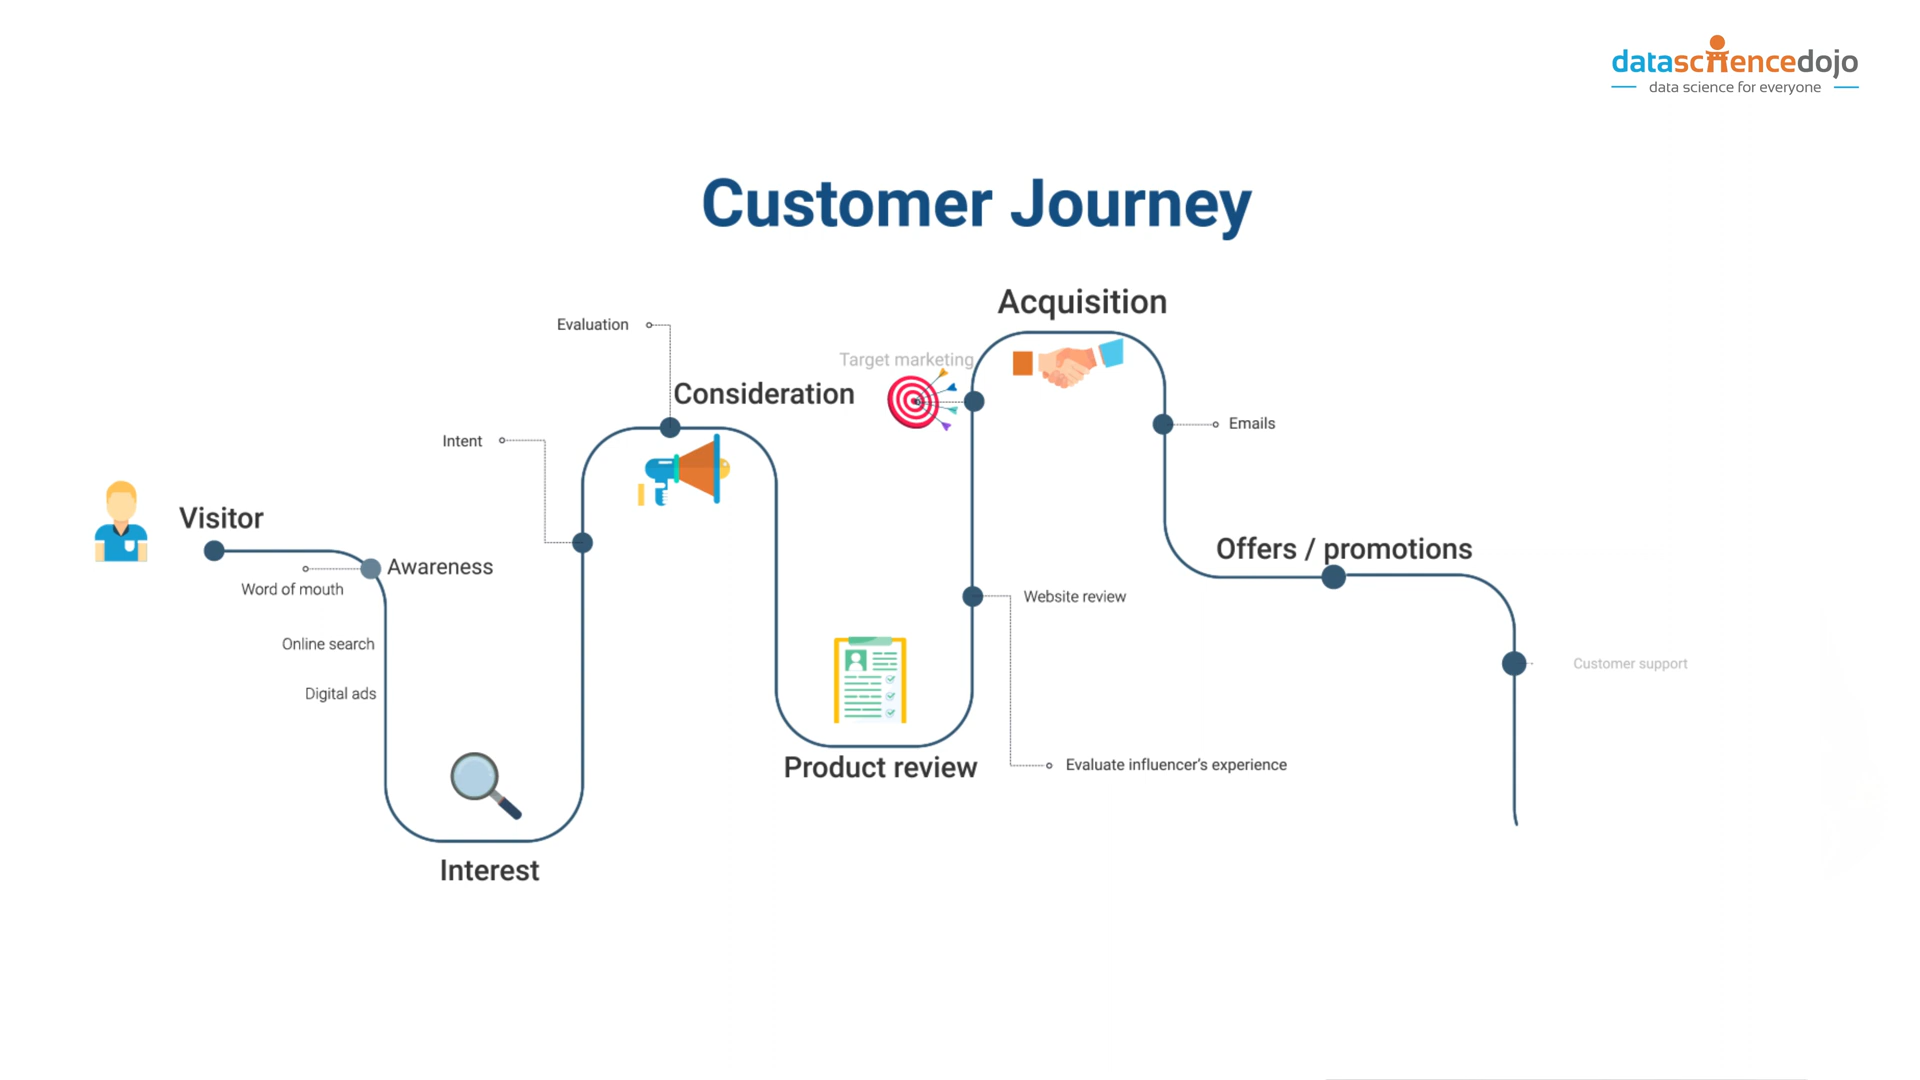 datasciencedojo
data science for everyone
Customer Journey
Acquisition
Evaluation
Target marketing
Consideration
Emails
Intent
Visitor
Offers / promotions
Awareness
Word of mouth
Website review
Online search
Customer support
Digital ads
Product review
Evaluate influencer’s experience
Interest